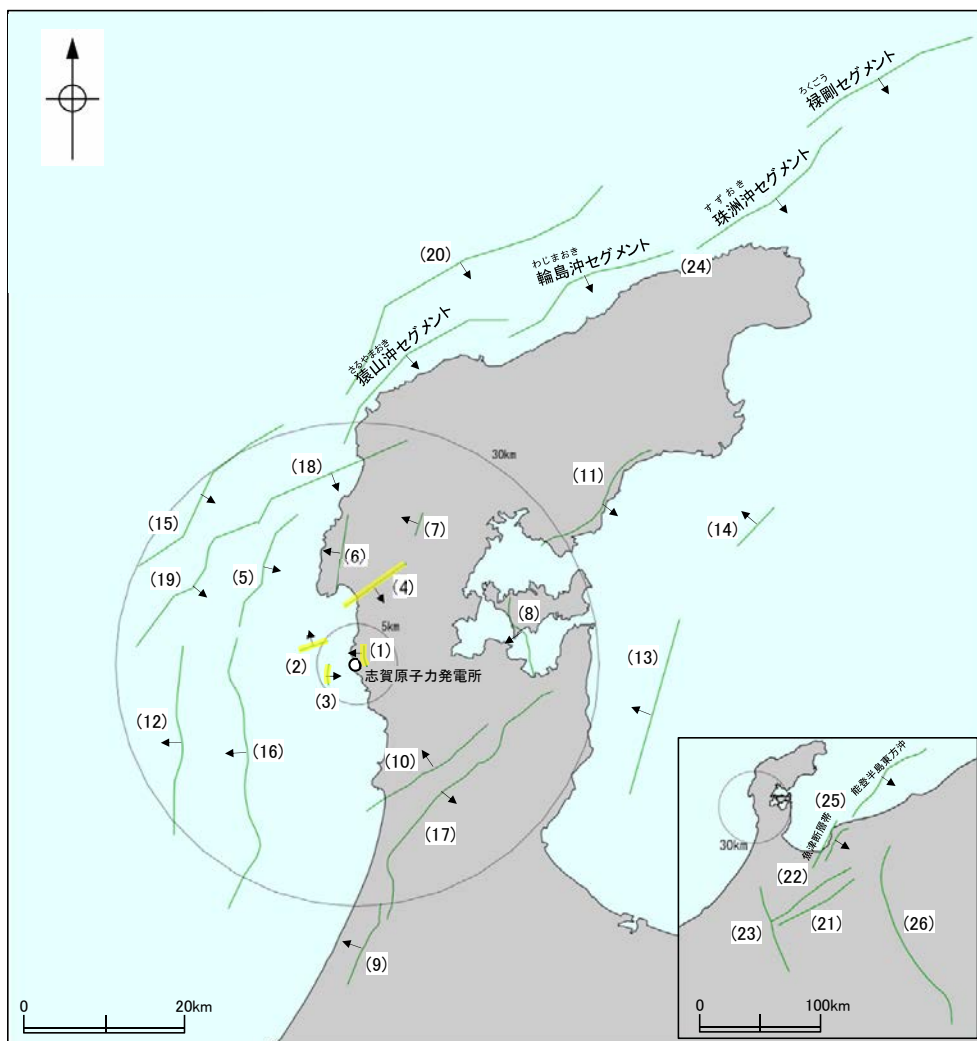 ろくごう
禄剛セグメント
すずおき
珠洲沖セグメント
(20)
わじまおき
輪島沖セグメント
(24)
さるやまおき
猿山沖セグメント
30km
(18)
(11)
(15)
(7)
(14)
(6)
(19)
(5)
(4)
5km
(8)
(1)
(2)
志賀原子力発電所
(3)
(13)
(12)
(16)
(10)
(17)
(9)
0
20km
能登半島東方沖
(25)
魚津断層帯
30km
(22)
(21)
(23)
(26)
0
100km